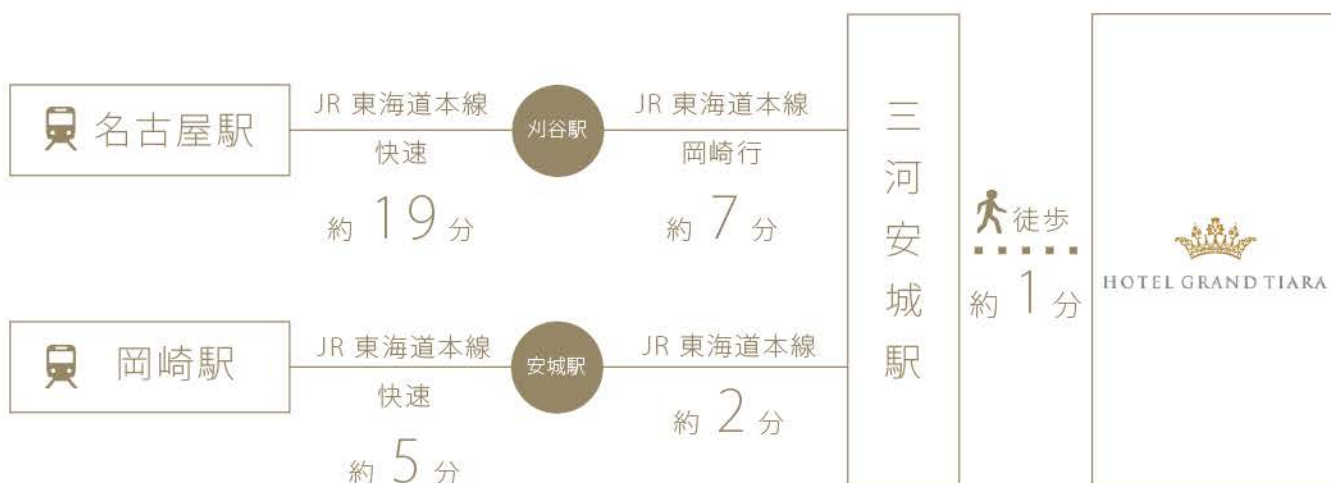 名古屋駅
JR 東海道本線
快速
約 19 分
刈谷駅
JR 東海道本線
岡崎行
約 7 分
岡崎駅
JR 東海道本線
快速
約 5 分
安城駅
JR 東海道本線
約 2 分
三河安城駅
徒歩
約 1 分
HOTEL GRAND TIARA